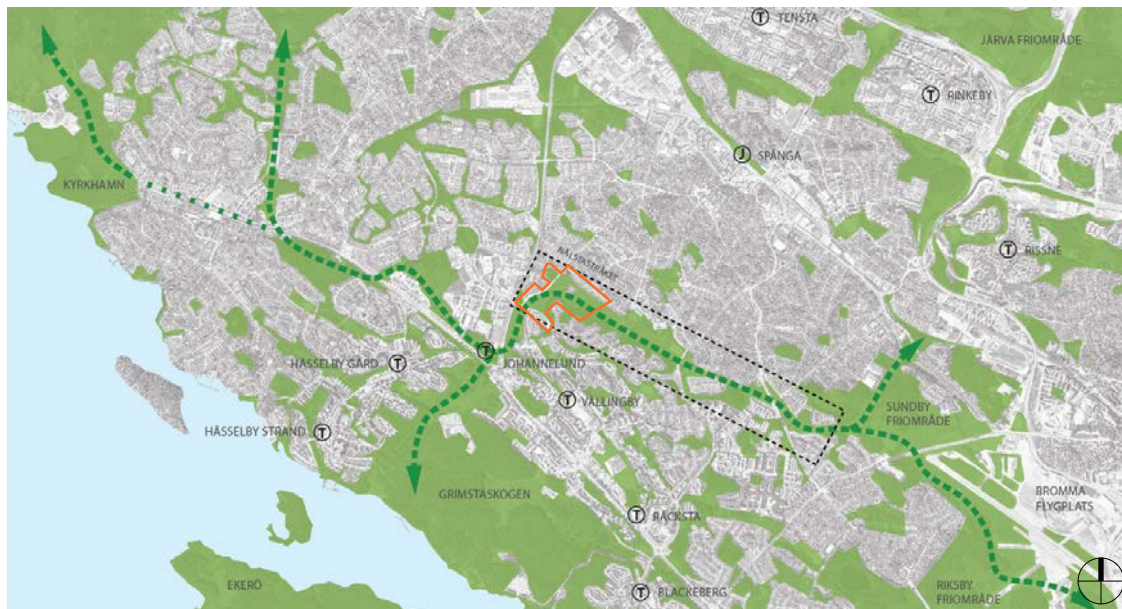 TENSTA
JÄRVA FRIOMRÅDE
RINKEBY
SPÅNGA
KYRKHAMN
RISSNE
NÄLSTASTRÅKET
HÄSSELBY GÅRD
JOHANNELUND
VÄLLINGBY
HÄSSELBY STRAND
SUNDBY
FRIOMRÅDE
GRIMSTASKOGEN
BROMMA
FLYGPLATS
RÅCKSTA
EKERÖ
BLACKEBERG
RIKSBY
FRIOMRÅDE
T
T
J
T
T
T
T
T
T
T